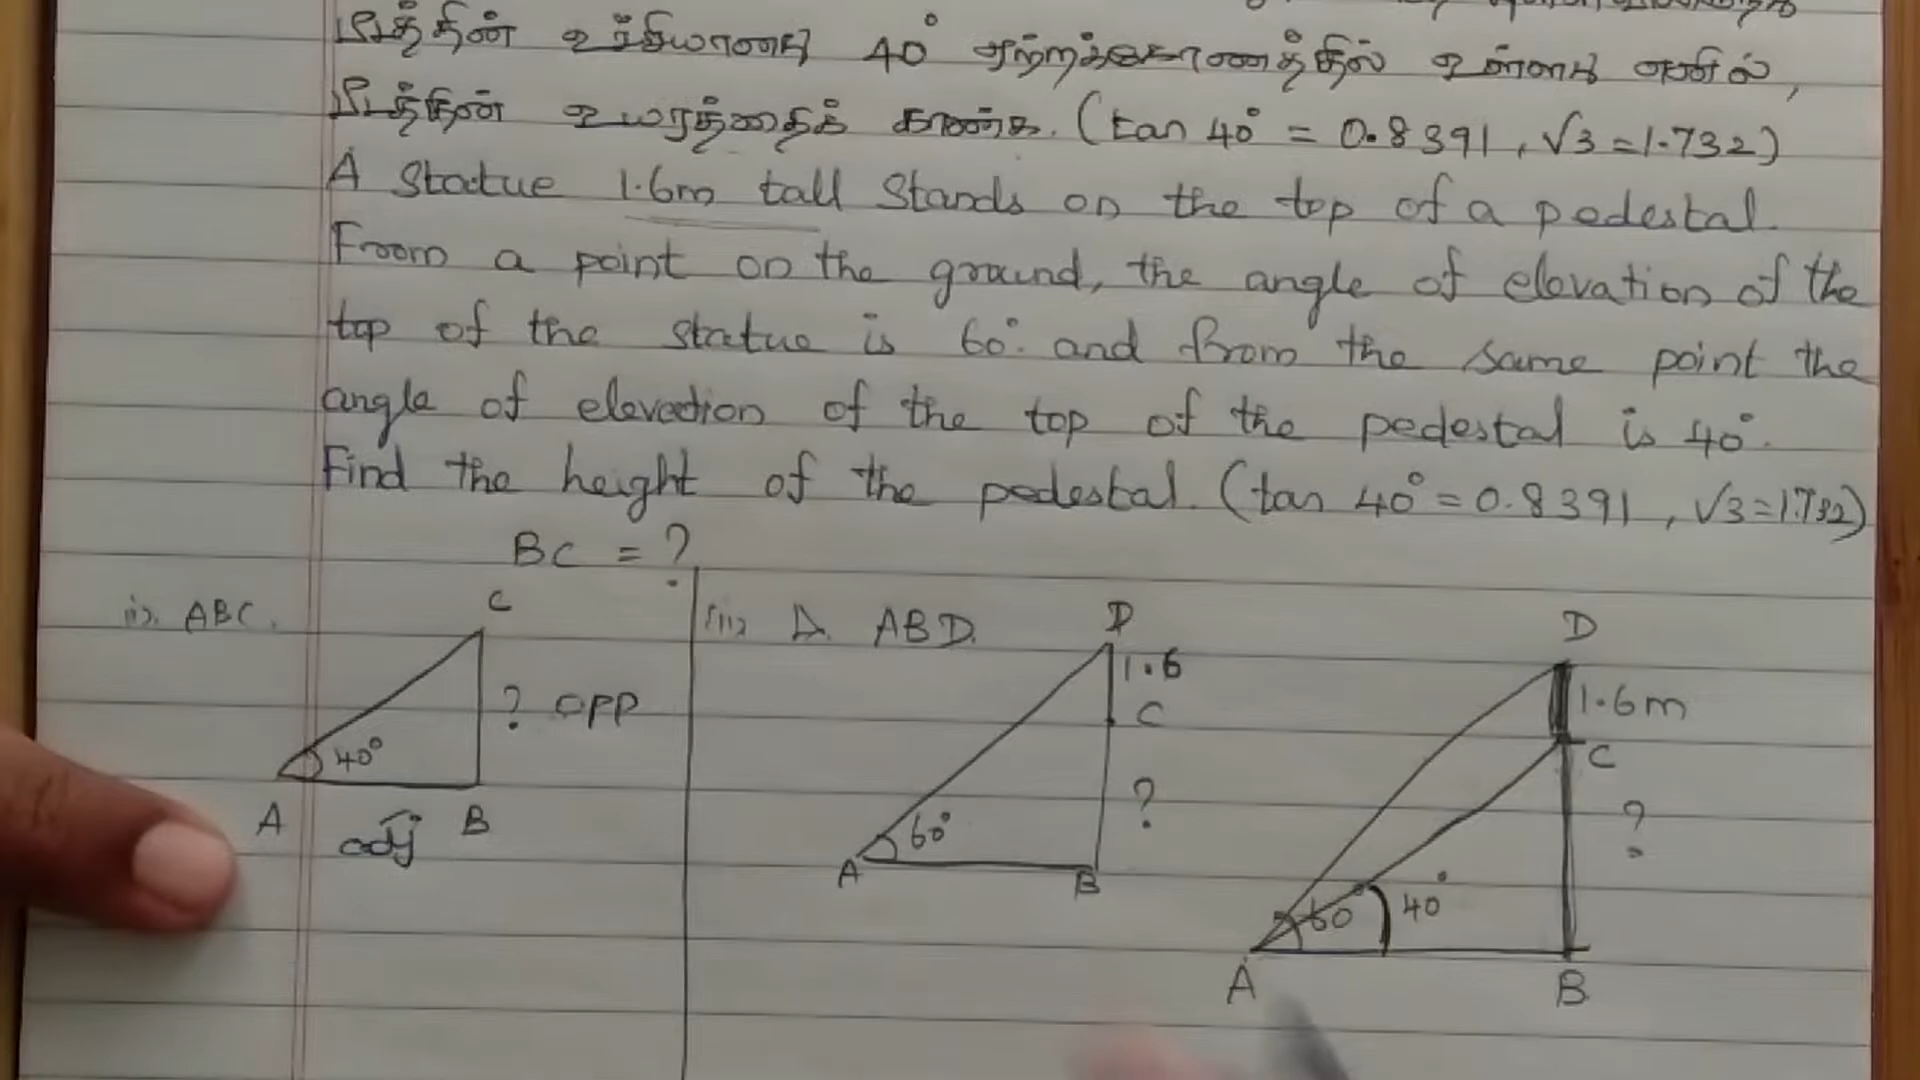 உச்சியானது 40° ஏற்றக்கோணத்தில் உள்ளது எனில்,
உயரத்தைக் காண்க. (tan 40° = 0.8391, √3 = 1.732)
A Statue 1.6m tall Stands on the top of a pedestal.
From a point on the ground, the angle of elevation of the
top of the statue is 60°. and from the same point the
angle of elevation of the top of the pedestal is 40°.
Find the height of the pedestal. (tan 40° = 0.8391, √3 = 1.732)
BC = ?
i). ABC.
C
? OPP
40°
A
adj
B
(ii) Δ ABD.
D
1.6
C
?
60°
A
B
D
1.6m
C
?
60
40°
A
B